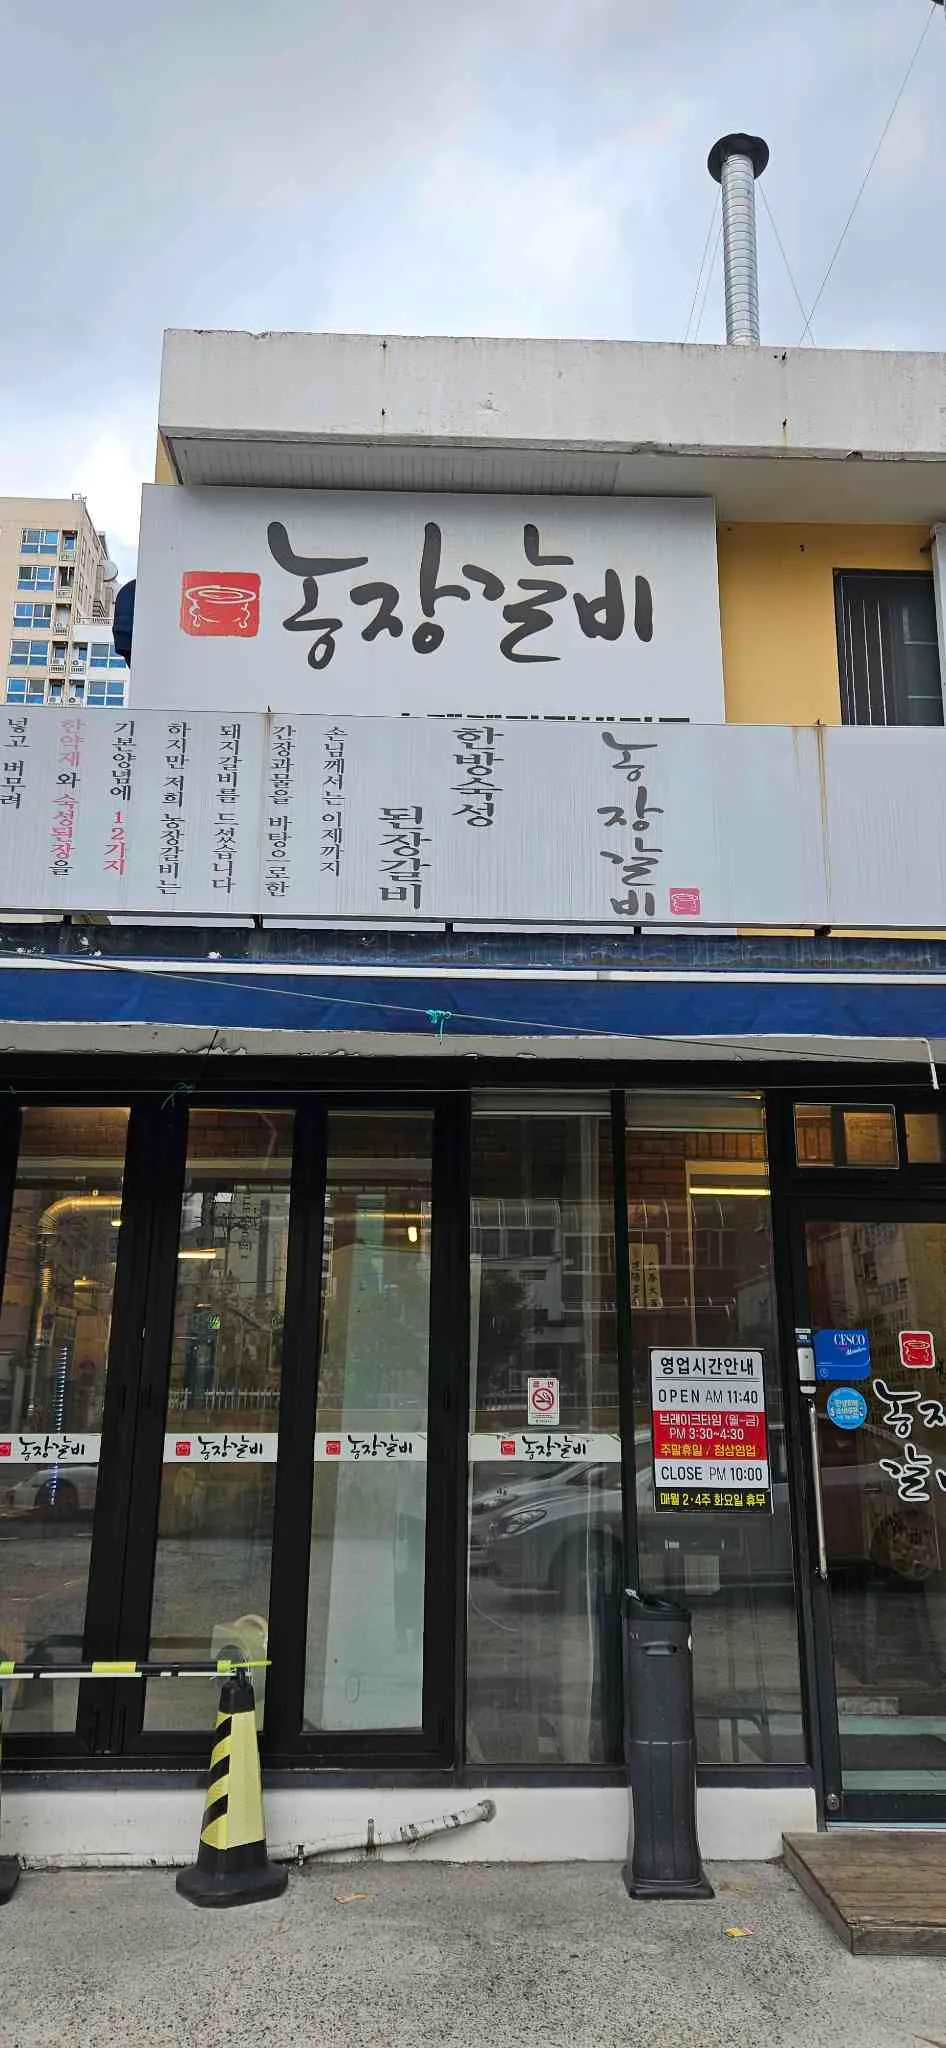 농장갈비
농장갈비
한방숙성
된장갈비
손님께서는 이제까지
간장과물을 바탕으로한
돼지갈비를 드셨습니다
하지만 저희 농장갈비는
기본양념에 12가지
한약재 와 숙성된장을
넣고 버무려
농장갈비
농장갈비
농장갈비
농장갈비
금연
영업시간안내
OPEN AM 11:40
브레이크타임 (월~금)
PM 3:30~4:30
주말휴일 / 정상영업
CLOSE PM 10:00
매월 2·4주 화요일 휴무
CESCO
Members
농장
갈비